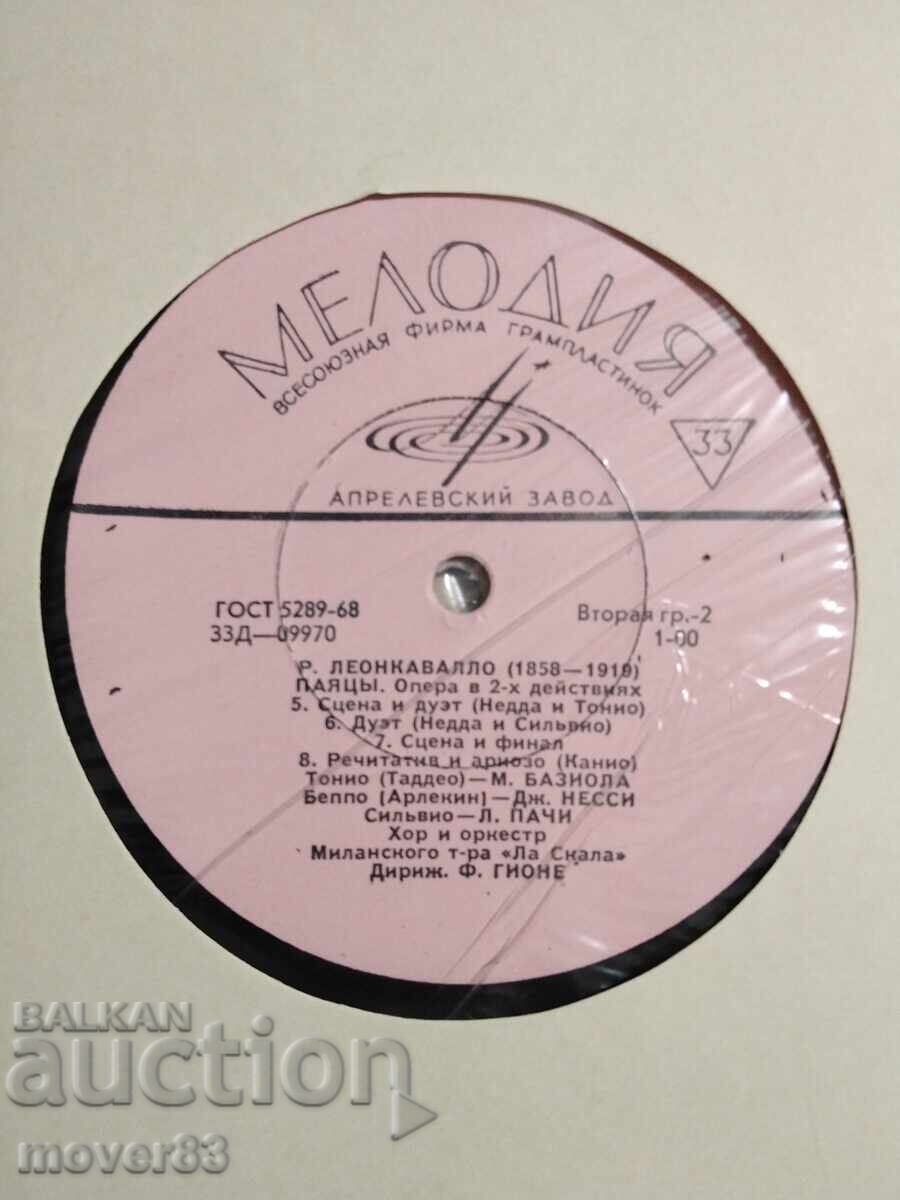 МЕЛОДИЯ
ВСЕСОЮЗНАЯ ФИРМА ГРАМПЛАСТИНОК
33
АПРЕЛЕВСКИЙ ЗАВОД
ГОСТ 5289-68
Вторая гр.-2
33Д—09970
1-00
Р. ЛЕОНКАВАЛЛО (1858—1919)
ПАЯЦЫ. Опера в 2-х действиях
5. Сцена и дуэт (Недда и Тонио)
6. Дуэт (Недда и Сильвио)
7. Сцена и финал
8. Речитатив и ариозо (Канио)
Тонио (Таддео)—М. БАЗИОЛА
Беппо [Арлекин]—Дж. НЕССИ
Сильвио—Л. ПАЧИ
Хор и оркестр
Миланского т-ра «Ла Скала»
Дириж. Ф. ГИОНЕ
BALKAN
auction
mover83